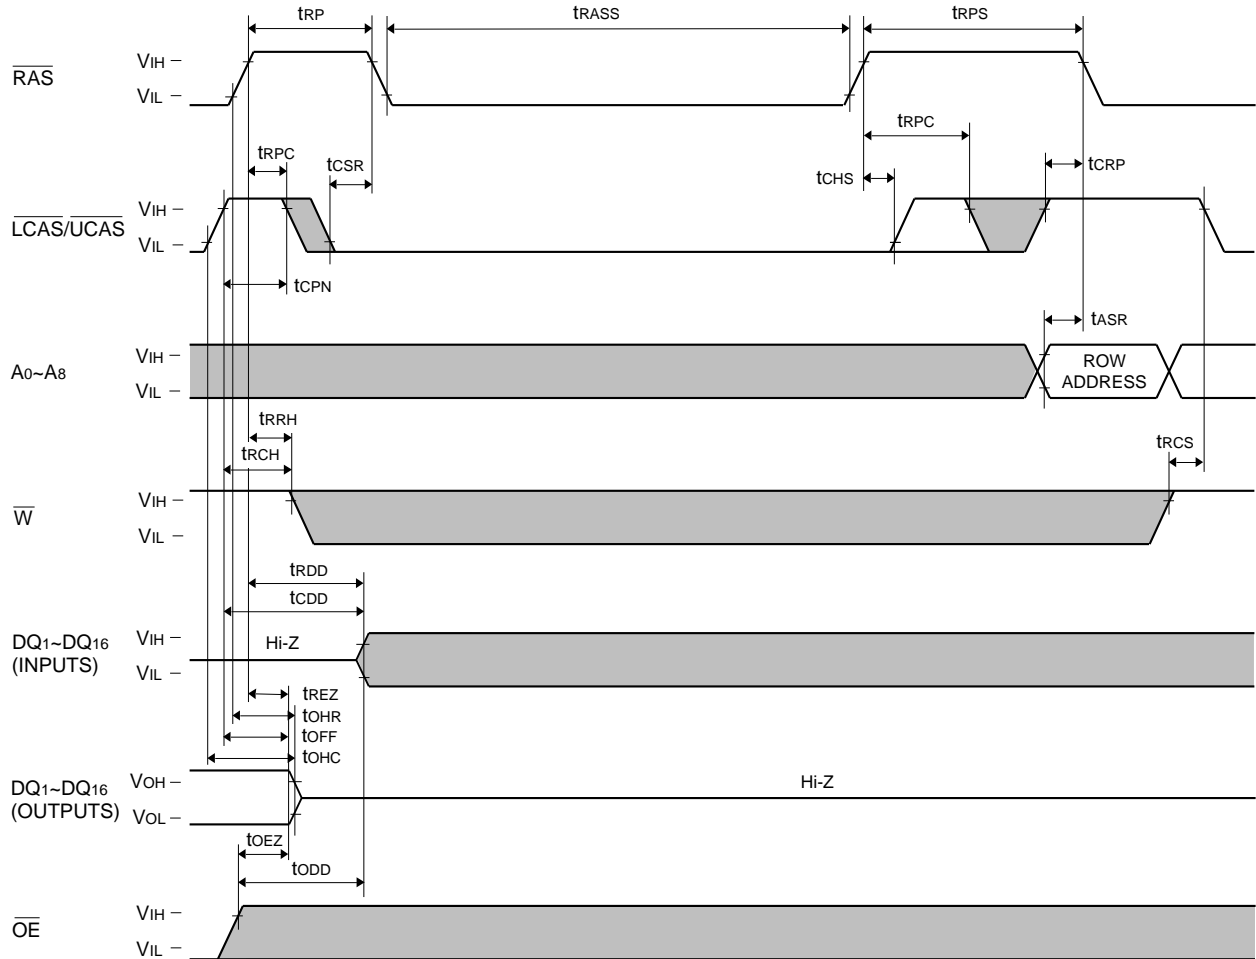 tRP
tRASS
tRPS
RAS
VIH
VIL
tRPC
tCSR
tRPC
tCHS
tCRP
LCAS/UCAS
VIH
VIL
tCPN
tASR
A0~A8
VIH
VIL
ROW
ADDRESS
tRRH
tRCH
tRCS
W
VIH
VIL
tRDD
tCDD
DQ1~DQ16
(INPUTS)
VIH
VIL
Hi-Z
tREZ
tOHR
tOFF
tOHC
DQ1~DQ16
(OUTPUTS)
VOH
VOL
Hi-Z
tOEZ
tODD
OE
VIH
VIL